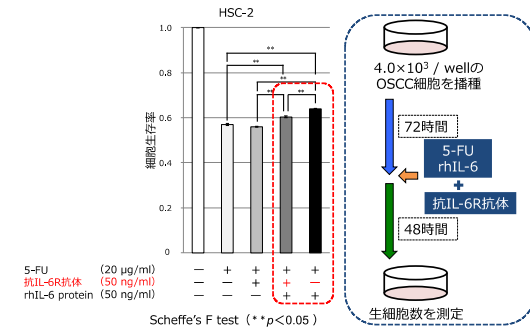 HSC-2
細胞生存率
1.0
0.8
0.6
0.4
0.2
0
**
**
**
** **
5-FU (20 μg/ml) − + + + +
抗IL-6R抗体 (50 ng/ml) − − + + −
rhIL-6 protein (50 ng/ml) − − − + +
Scheffe's F test (**p<0.05)
4.0×10³ / wellの
OSCC細胞を播種
72時間
5-FU
rhIL-6
+
抗IL-6R抗体
48時間
生細胞数を測定